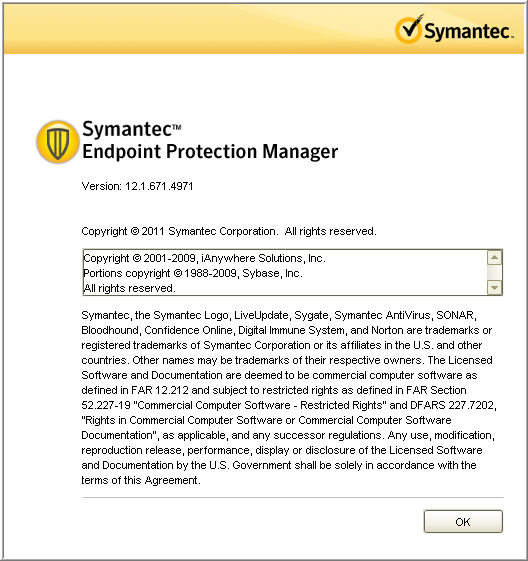 Symantec™
Symantec™
Endpoint Protection Manager
Version: 12.1.671.4971
Copyright © 2011 Symantec Corporation. All rights reserved.
Copyright © 2001-2009, iAnywhere Solutions, Inc.
Portions copyright © 1988-2009, Sybase, Inc.
All rights reserved.
Symantec, the Symantec Logo, LiveUpdate, Sygate, Symantec AntiVirus, SONAR,
Bloodhound, Confidence Online, Digital Immune System, and Norton are trademarks or
registered trademarks of Symantec Corporation or its affiliates in the U.S. and other
countries. Other names may be trademarks of their respective owners. The Licensed
Software and Documentation are deemed to be commercial computer software as
defined in FAR 12.212 and subject to restricted rights as defined in FAR Section
52.227-19 "Commercial Computer Software - Restricted Rights" and DFARS 227.7202,
"Rights in Commercial Computer Software or Commercial Computer Software
Documentation", as applicable, and any successor regulations. Any use, modification,
reproduction release, performance, display or disclosure of the Licensed Software
and Documentation by the U.S. Government shall be solely in accordance with the
terms of this Agreement.
OK